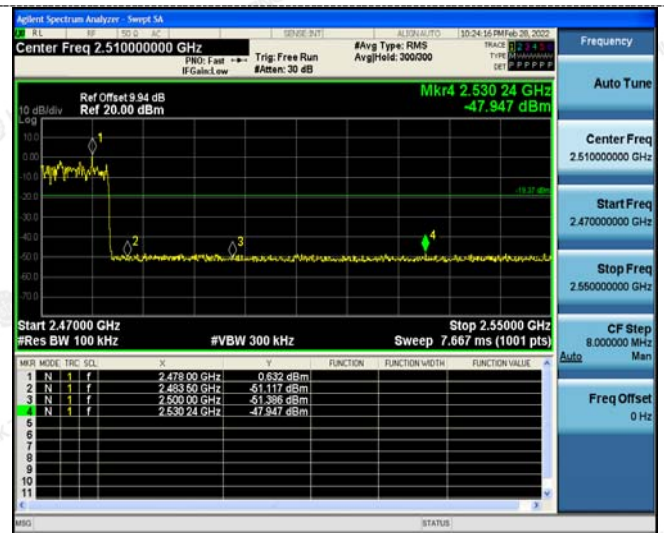 Agilent Spectrum Analyzer - Swept SA
RL RF 50 Ω AC SENSE:INT ALIGNAUTO 10:24:16 PM Feb 28, 2022
Center Freq 2.510000000 GHz
#Avg Type: RMS
TRACE 1 2 3 4 5 6
PNO: Fast Trig: Free Run Avg|Hold: 300/300 TYPE
IFGain:Low #Atten: 30 dB DET P P P P P P
Mkr4 2.530 24 GHz
-47.947 dBm
Ref Offset 9.94 dB
10 dB/div Ref 20.00 dBm
Log
10.0
0.00
-10.0
-20.0
-30.0
-40.0
-50.0
-60.0
-70.0
1
2
3
4
-19.37 dBm
Start 2.47000 GHz Stop 2.55000 GHz
#Res BW 100 kHz #VBW 300 kHz Sweep 7.667 ms (1001 pts)
MKR MODE TRC SCL X Y FUNCTION FUNCTION WIDTH FUNCTION VALUE
1 N 1 f 2.478 00 GHz 0.632 dBm
2 N 1 f 2.483 50 GHz -51.117 dBm
3 N 1 f 2.500 00 GHz -51.386 dBm
4 N 1 f 2.530 24 GHz -47.947 dBm
5
6
7
8
9
10
11
MSG STATUS
Frequency
Auto Tune
Center Freq
2.510000000 GHz
Start Freq
2.470000000 GHz
Stop Freq
2.550000000 GHz
CF Step
8.000000 MHz
Auto Man
Freq Offset
0 Hz